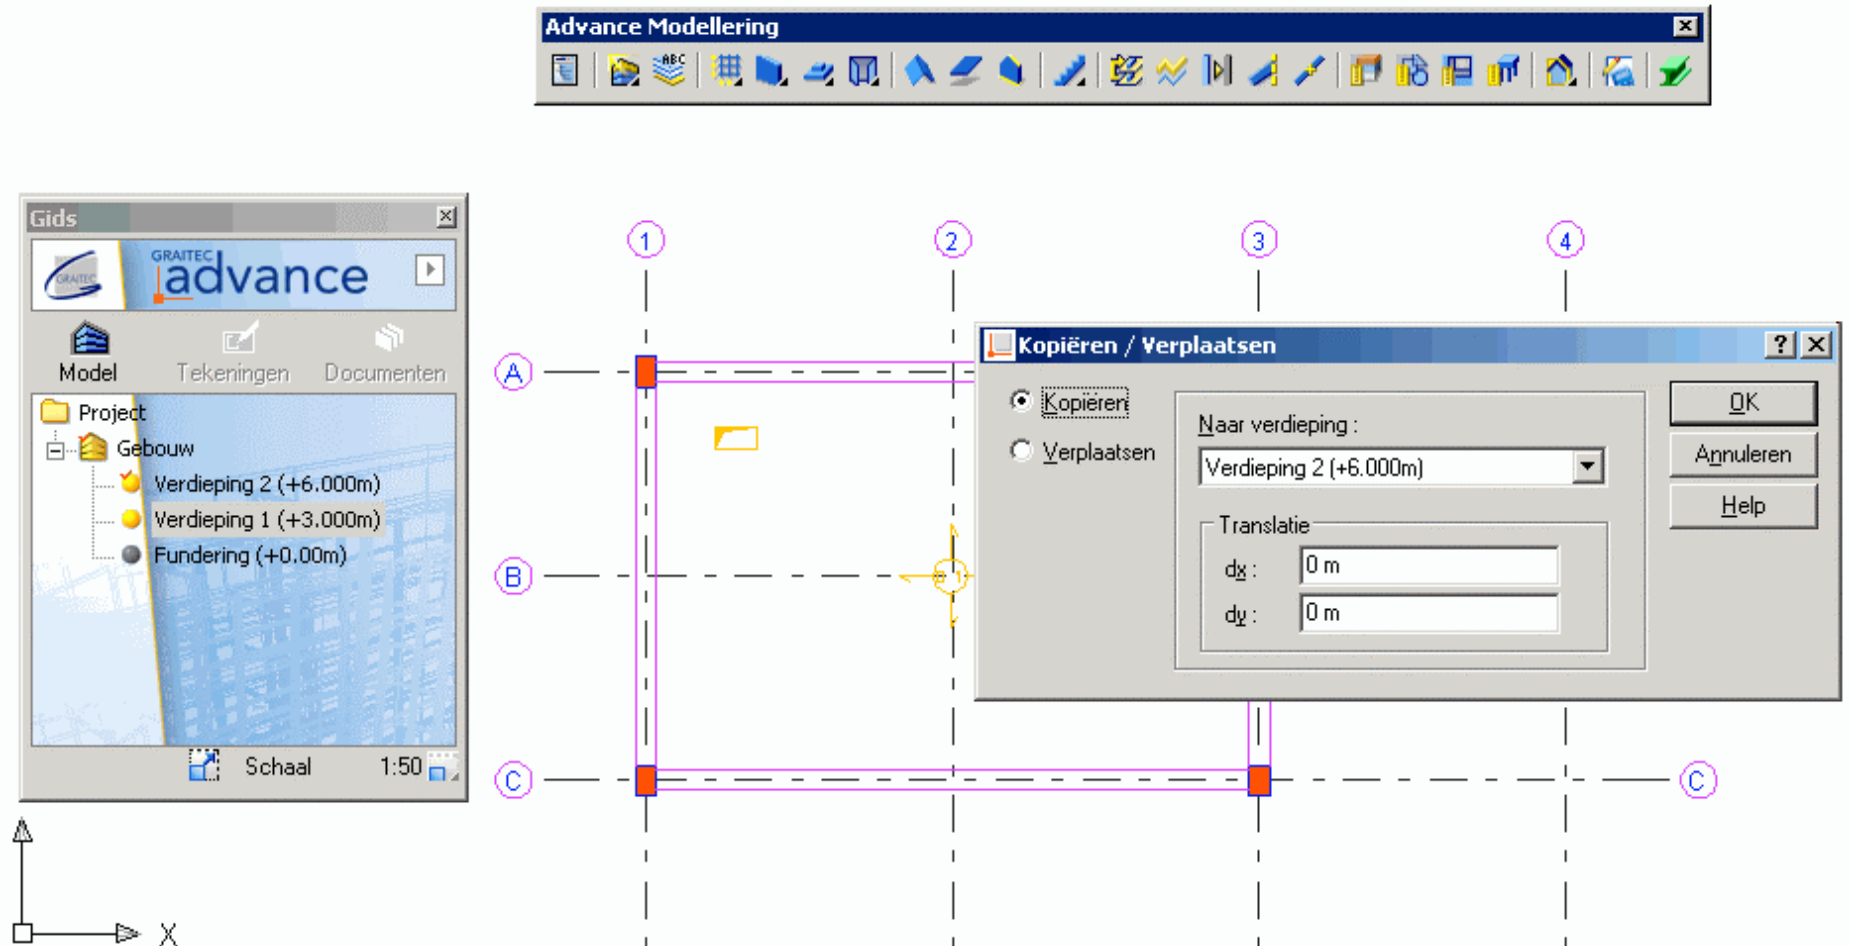 Advance Modellering
ABC
Gids
GRAITEC
GRAITEC
advance
Model Tekeningen Documenten
Project
Gebouw
Verdieping 2 (+6.000m)
Verdieping 1 (+3.000m)
Fundering (+0.00m)
Schaal 1:50
1 2 3 4
A
B
C
C
Kopiëren / Verplaatsen
Kopiëren
Verplaatsen
Naar verdieping :
Verdieping 2 (+6.000m)
Translatie
dx : 0 m
dy : 0 m
OK
Annuleren
Help
X